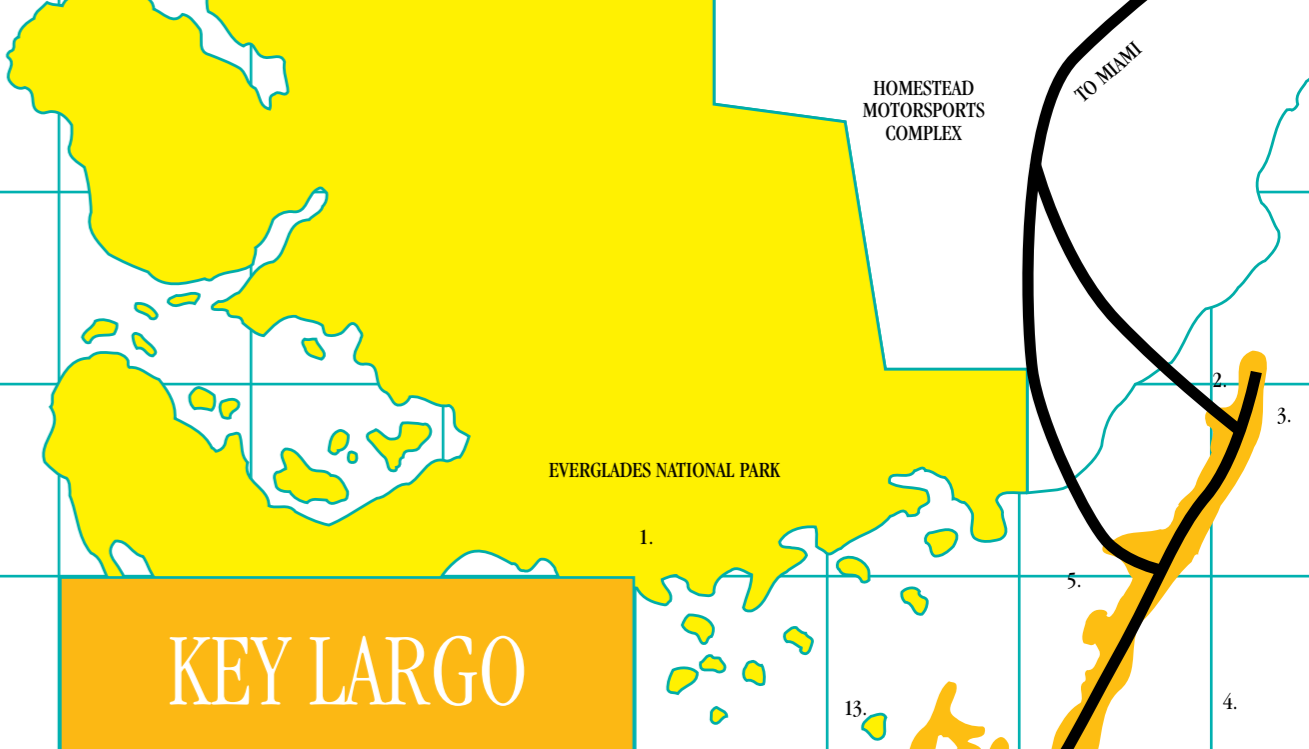 TO MIAMI
HOMESTEAD
MOTORSPORTS
COMPLEX
2.
3.
EVERGLADES NATIONAL PARK
1.
5.
KEY LARGO
13.
4.